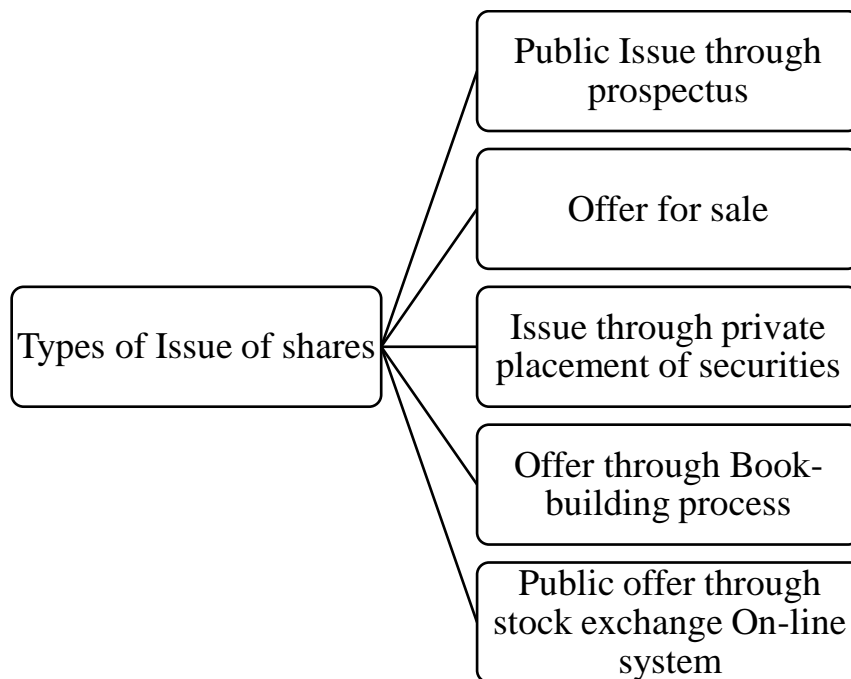 Public Issue through
prospectus
Offer for sale
Types of Issue of shares
Issue through private
placement of securities
Offer through Book-
building process
Public offer through
stock exchange On-line
system